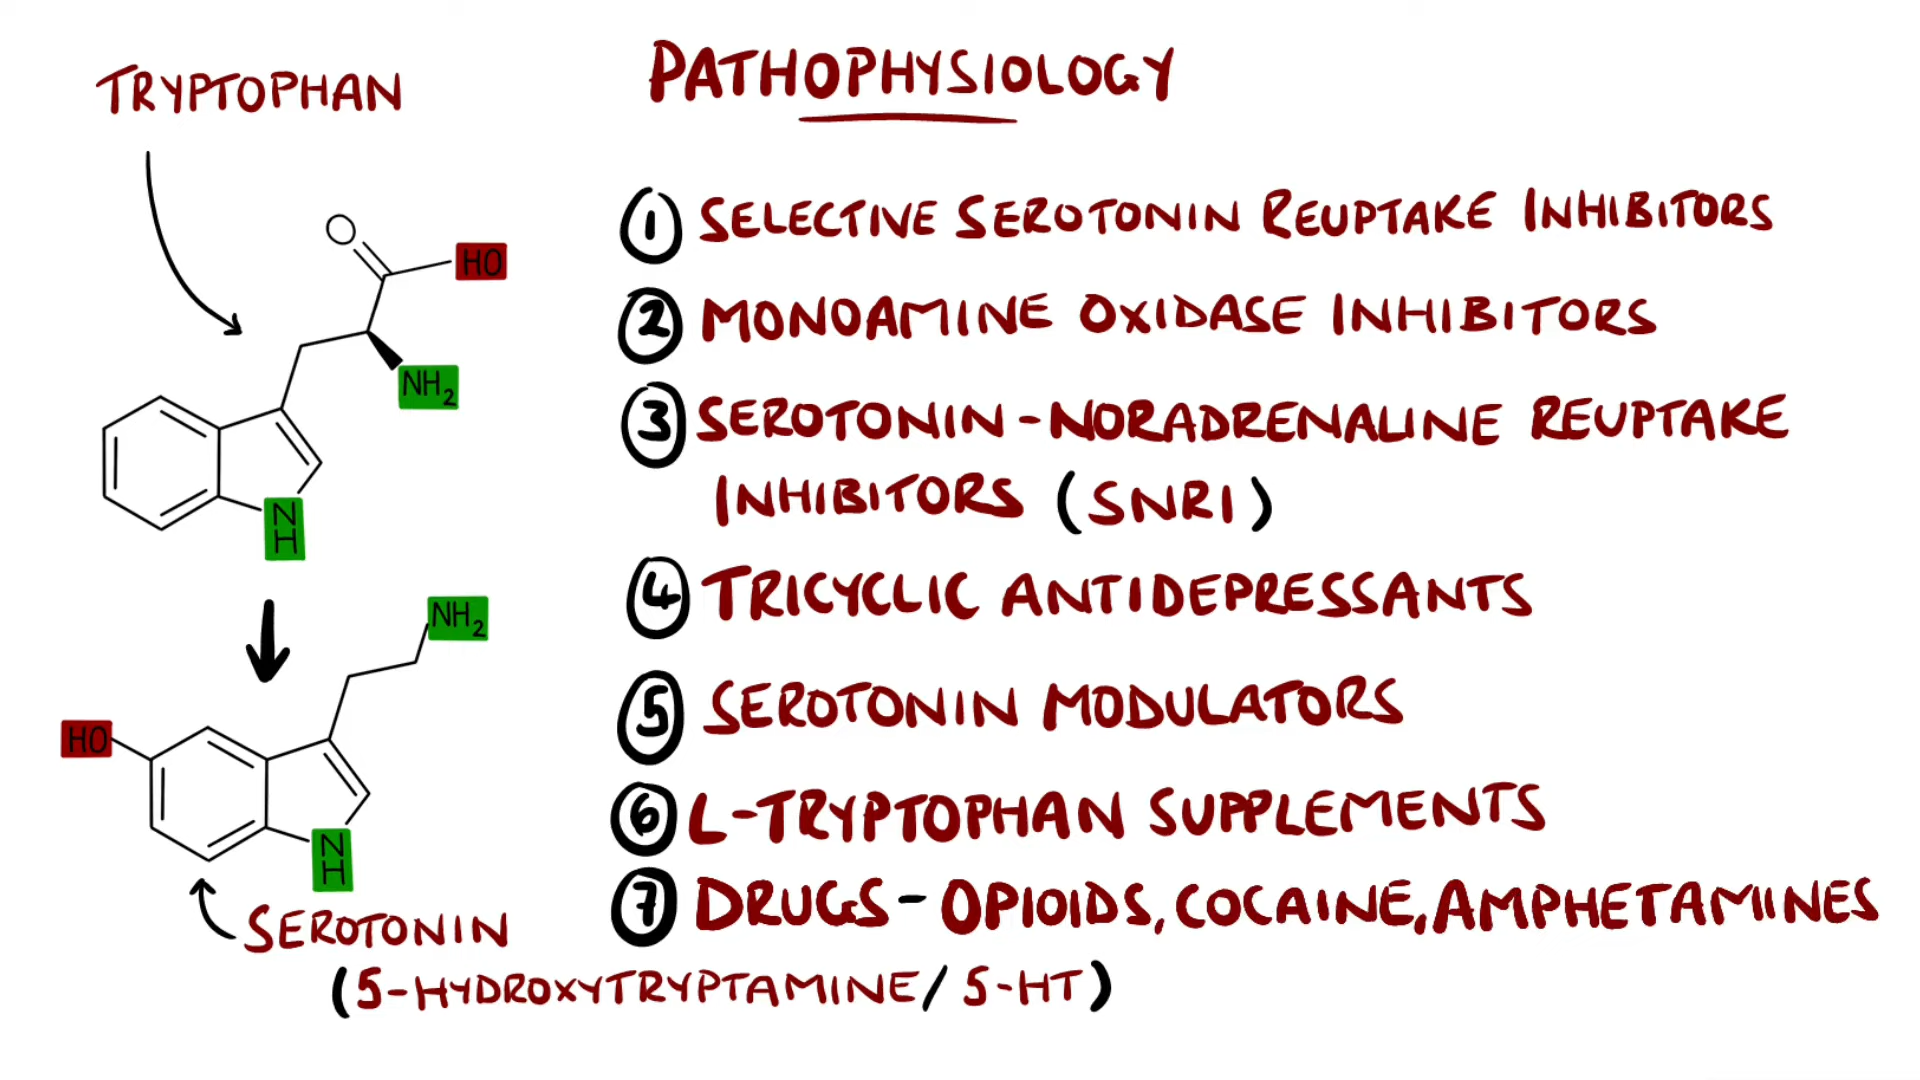 TRYPTOPHAN
PATHOPHYSIOLOGY
O
HO
NH2
N
H
NH2
HO
N
H
SEROTONIN
(5-HYDROXYTRYPTAMINE/ 5-HT)
1 SELECTIVE SEROTONIN REUPTAKE INHIBITORS
2 MONOAMINE OXIDASE INHIBITORS
3 SEROTONIN-NORADRENALINE REUPTAKE
INHIBITORS (SNRI)
4 TRICYCLIC ANTIDEPRESSANTS
5 SEROTONIN MODULATORS
6 L-TRYPTOPHAN SUPPLEMENTS
7 DRUGS- OPIOIDS, COCAINE, AMPHETAMINES